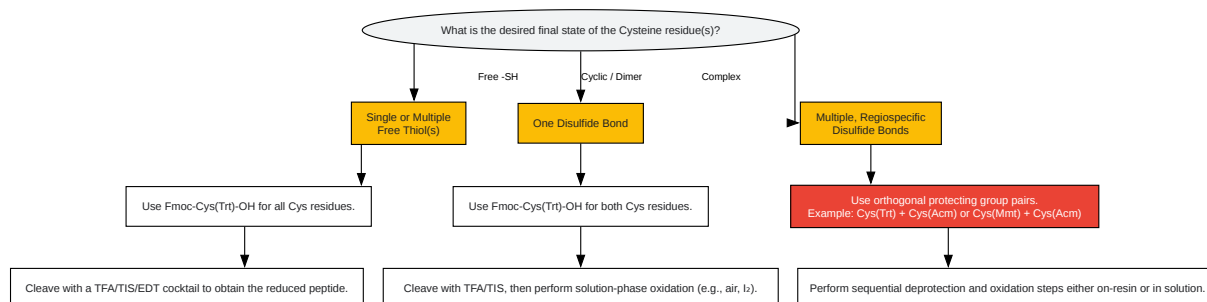 What is the desired final state of the Cysteine residue(s)?
Free -SH
Cyclic / Dimer
Complex
Single or Multiple
Free Thiol(s)
One Disulfide Bond
Multiple, Regiospecific
Disulfide Bonds
Use Fmoc-Cys(Trt)-OH for all Cys residues.
Use Fmoc-Cys(Trt)-OH for both Cys residues.
Use orthogonal protecting group pairs.
Example: Cys(Trt) + Cys(Acm) or Cys(Mmt) + Cys(Acm)
Cleave with a TFA/TIS/EDT cocktail to obtain the reduced peptide.
Cleave with TFA/TIS, then perform solution-phase oxidation (e.g., air, I₂).
Perform sequential deprotection and oxidation steps either on-resin or in solution.